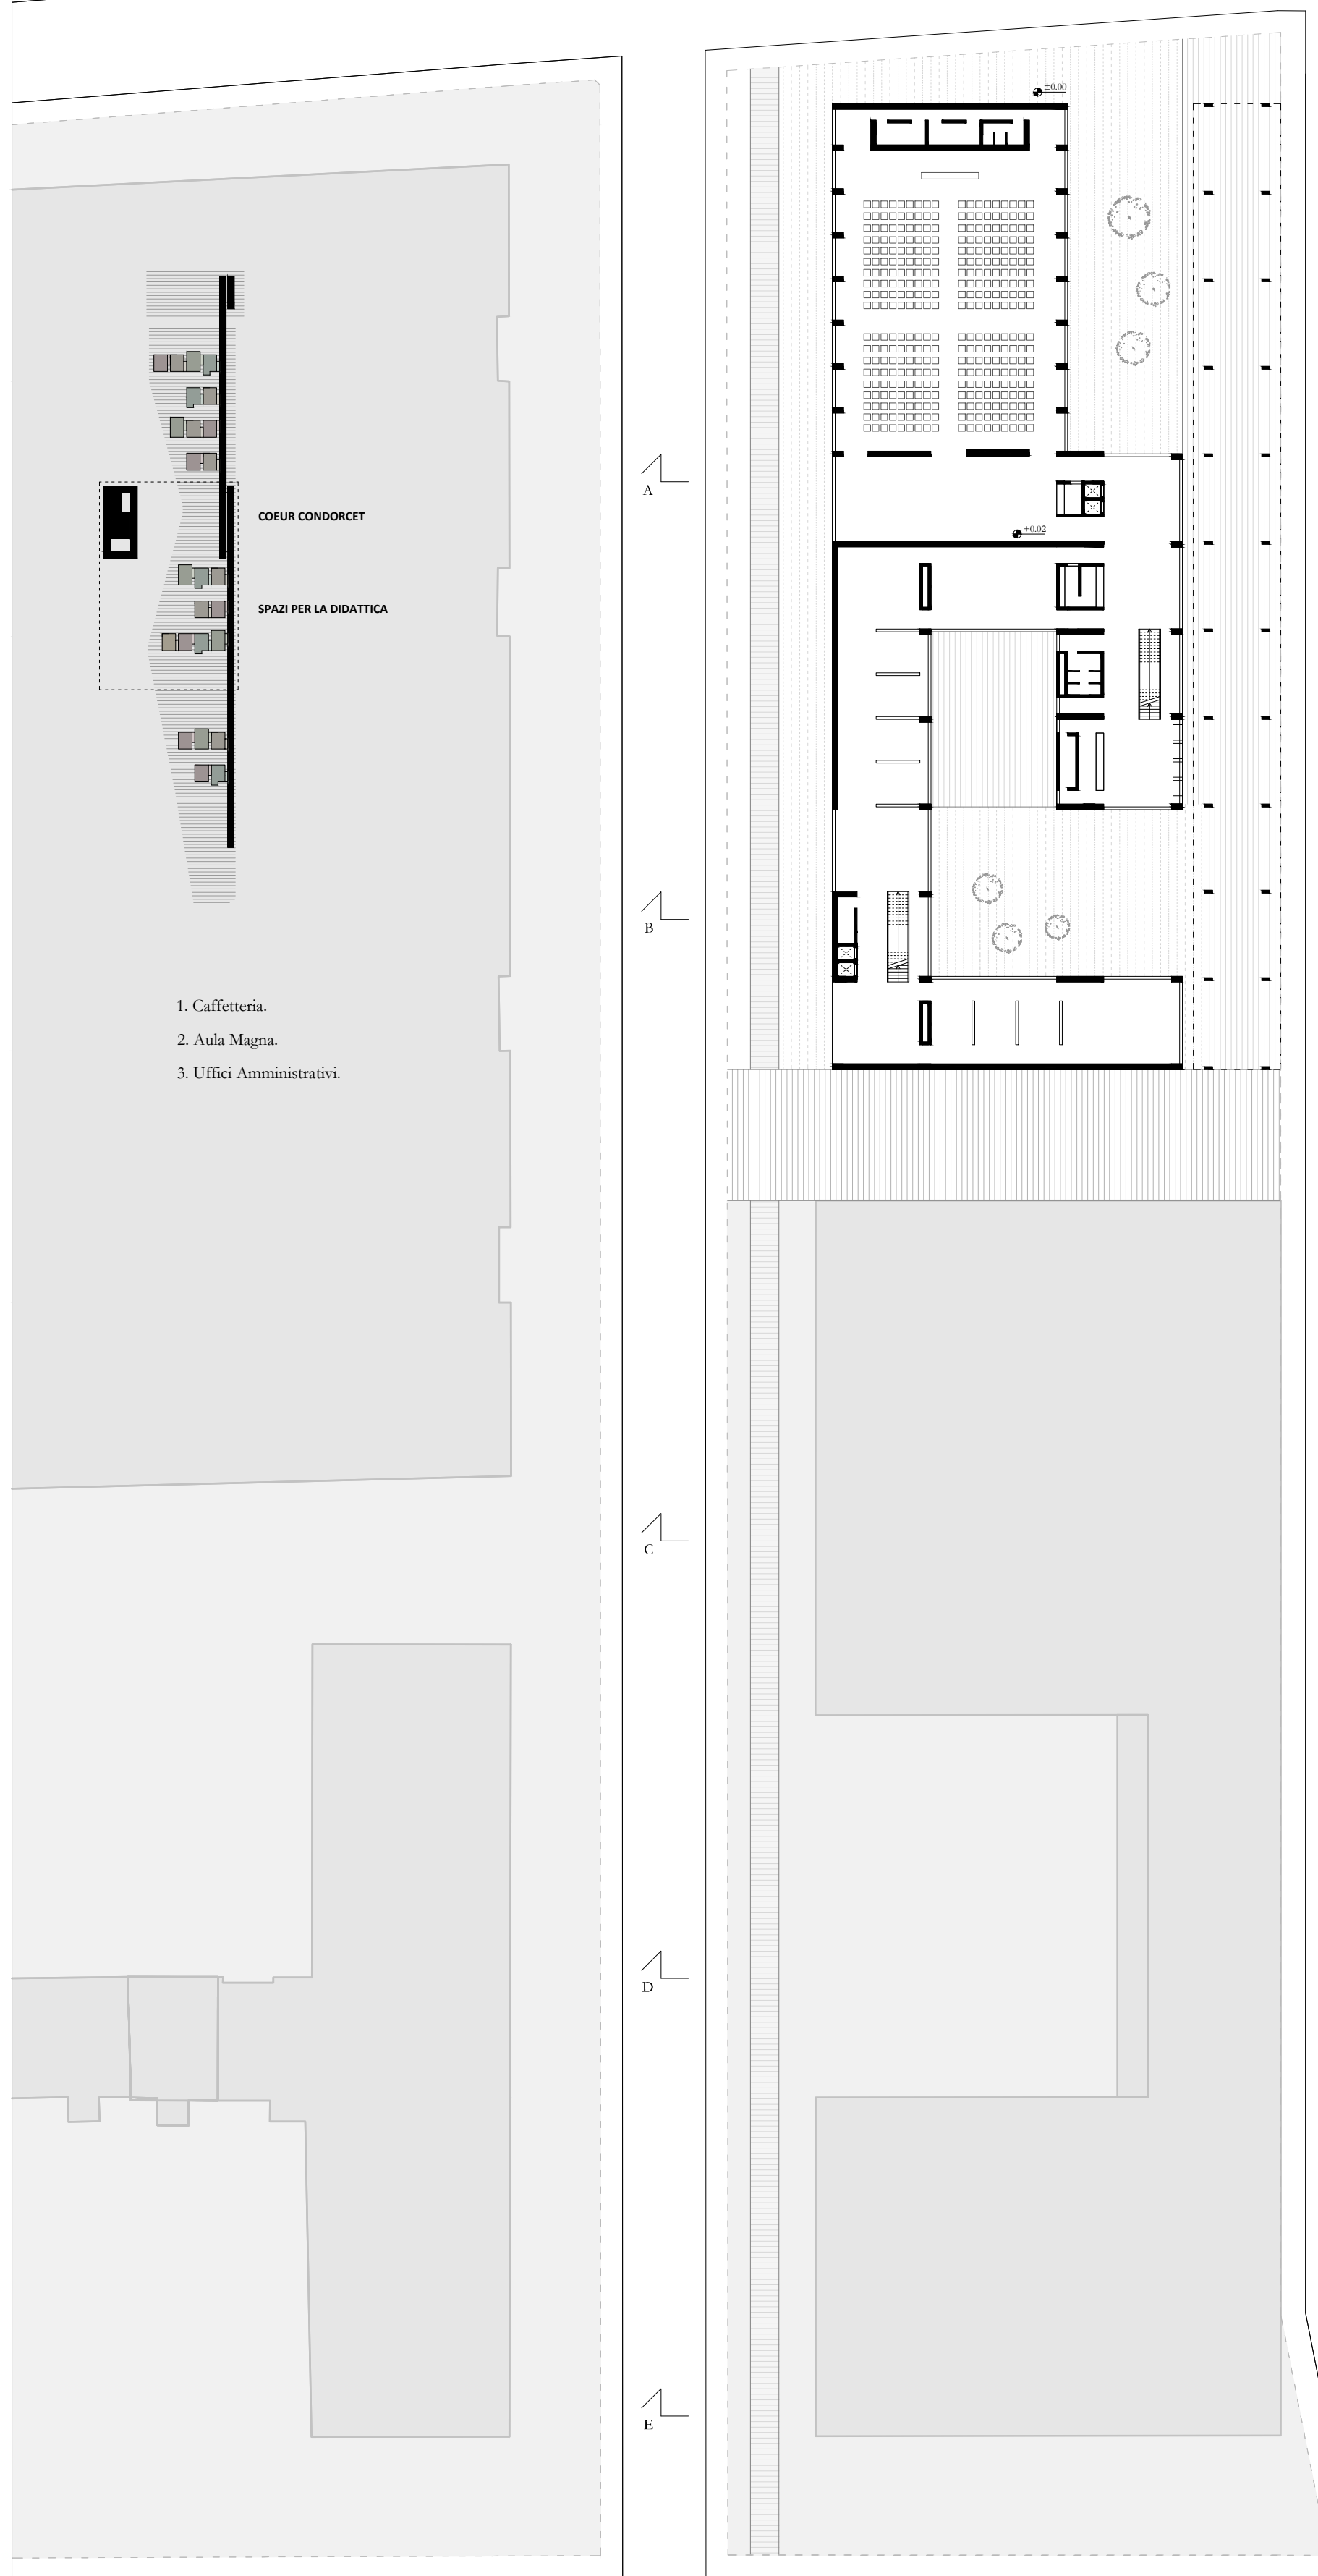 ±0.00
A
COEUR CONDORCET
+0.02
SPAZI PER LA DIDATTICA
B
1. Caffetteria.
2. Aula Magna.
3. Uffici Amministrativi.
C
D
E